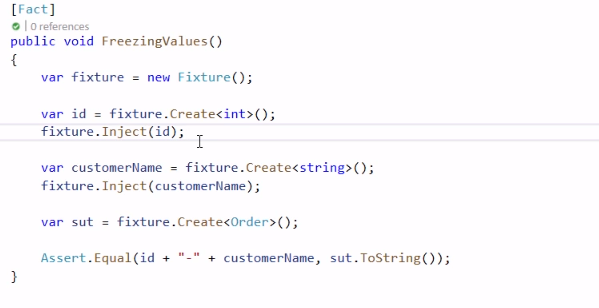 [Fact]
| 0 references
public void FreezingValues()
{
var fixture = new Fixture();
var id = fixture.Create<int>();
fixture.Inject(id);
var customerName = fixture.Create<string>();
fixture.Inject(customerName);
var sut = fixture.Create<Order>();
Assert.Equal(id + "-" + customerName, sut.ToString());
}